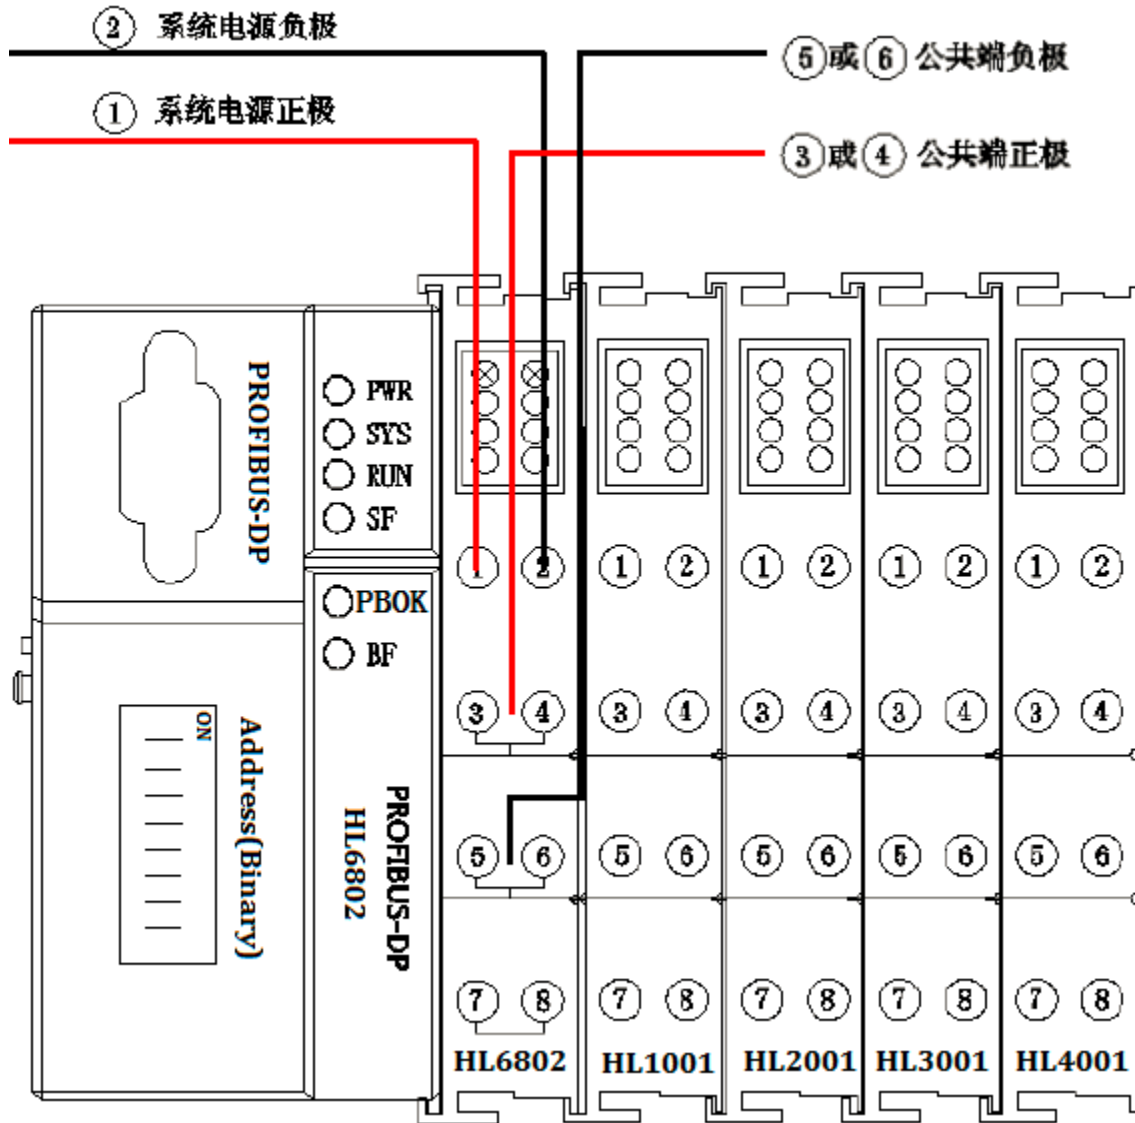 ② 系统电源负极
① 系统电源正极
⑤或⑥ 公共端负极
③或④ 公共端正极
PROFIBUS-DP
PWR
SYS
RUN
SF
PBOK
BF
ON
Address(Binary)
HL6802
PROFIBUS-DP
① ② ① ② ① ② ① ② ① ②
③ ④ ③ ④ ③ ④ ③ ④ ③ ④
⑤ ⑥ ⑤ ⑥ ⑤ ⑥ ⑤ ⑥ ⑤ ⑥
⑦ ⑧ ⑦ ⑧ ⑦ ⑧ ⑦ ⑧ ⑦ ⑧
HL6802 HL1001 HL2001 HL3001 HL4001